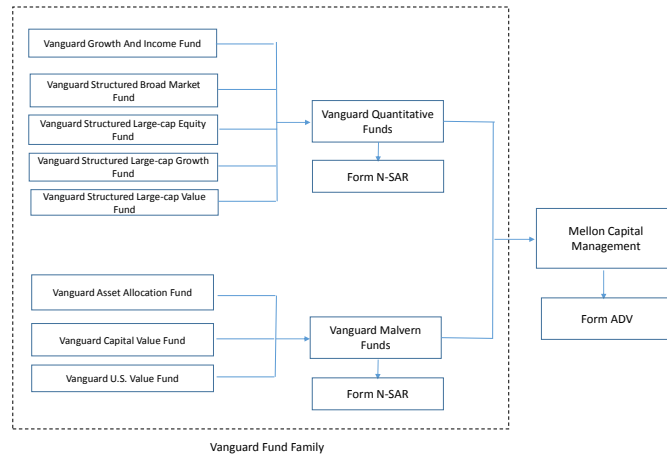 Vanguard Growth And Income Fund
Vanguard Structured Broad Market
Fund
Vanguard Structured Large-cap Equity
Fund
Vanguard Structured Large-cap Growth
Fund
Vanguard Structured Large-cap Value
Fund
Vanguard Quantitative
Funds
Form N-SAR
Mellon Capital
Management
Form ADV
Vanguard Asset Allocation Fund
Vanguard Capital Value Fund
Vanguard U.S. Value Fund
Vanguard Malvern
Funds
Form N-SAR
Vanguard Fund Family